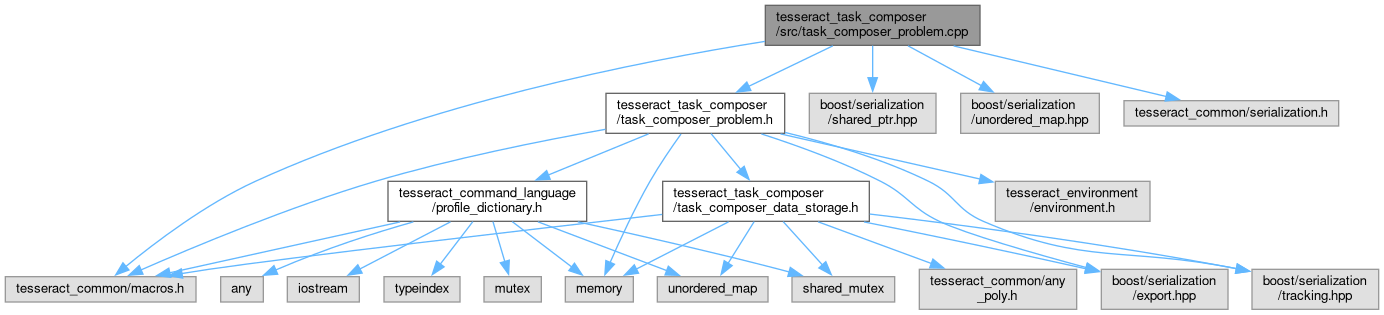 tesseract_task_composer
/src/task_composer_problem.cpp
tesseract_task_composer
/task_composer_problem.h
boost/serialization
/shared_ptr.hpp
boost/serialization
/unordered_map.hpp
tesseract_common/serialization.h
tesseract_command_language
/profile_dictionary.h
tesseract_task_composer
/task_composer_data_storage.h
tesseract_environment
/environment.h
tesseract_common/macros.h
any
iostream
typeindex
mutex
memory
unordered_map
shared_mutex
tesseract_common/any
_poly.h
boost/serialization
/export.hpp
boost/serialization
/tracking.hpp